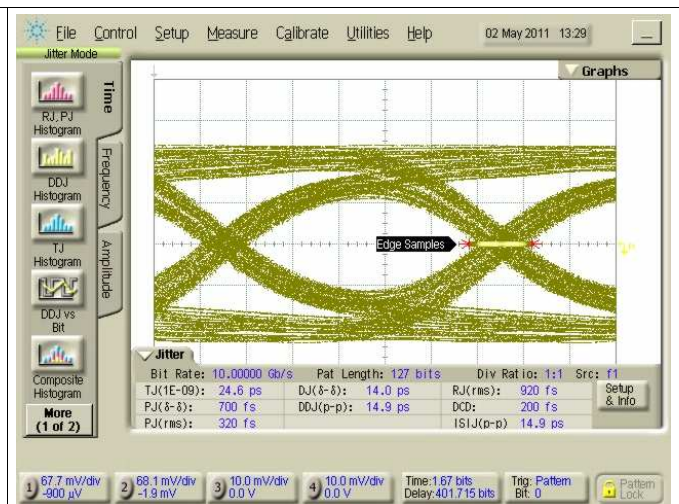 File Control Setup Measure Calibrate Utilities Help 02 May 2011 13:29
Jitter Mode
Graphs
RJ, PJ
Histogram
DDJ
Histogram
TJ
Histogram
DDJ vs
Bit
Composite
Histogram
More
(1 of 2)
Time
Frequency
Amplitude
Edge Samples
Jitter
Bit Rate: 10.00000 Gb/s Pat Length: 127 bits Div Ratio: 1:1 Src: f1
TJ(1E-09): 24.6 ps DJ(δ-δ): 14.0 ps RJ(rms): 920 fs
PJ(δ-δ): 700 fs DDJ(p-p): 14.9 ps DCD: 200 fs
PJ(rms): 320 fs ISIJ(p-p) 14.9 ps
Setup
& Info
1) 67.7 mV/div
-900 µV
2) 68.1 mV/div
-1.9 mV
3) 10.0 mV/div
0.0 V
4) 10.0 mV/div
0.0 V
Time:1.67 bits
Delay:401.715 bits
Trig: Pattern
Bit: 0
Pattern
Lock